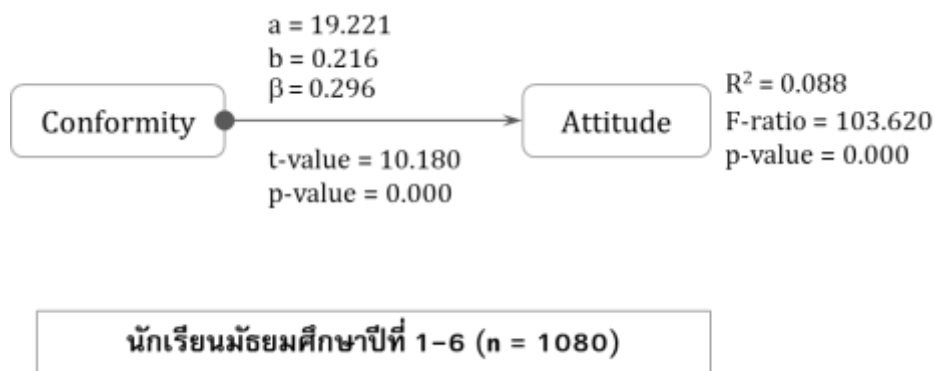 a = 19.221
b = 0.216
β = 0.296
Conformity
Attitude
t-value = 10.180
p-value = 0.000
R² = 0.088
F-ratio = 103.620
p-value = 0.000
นักเรียนมัธยมศึกษาปีที่ 1-6 (n = 1080)